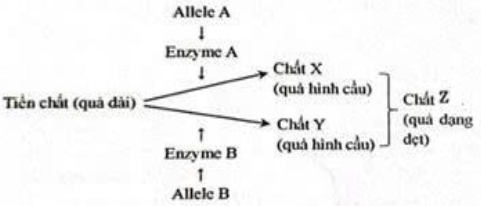 Allele A
Enzyme A
Chất X
(quả hình cầu)
Tiền chất (quả dài)
Chất Z
(quả dạng
dẹt)
Chất Y
(quả hình cầu)
Enzyme B
Allele B